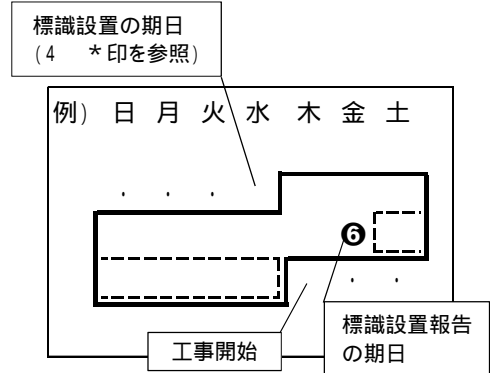 標識設置の期日
(4　*印を参照)
例)　日　月　火　水　木　金　土
・　・　・
❻
・　・
工事開始
標識設置報告
の期日